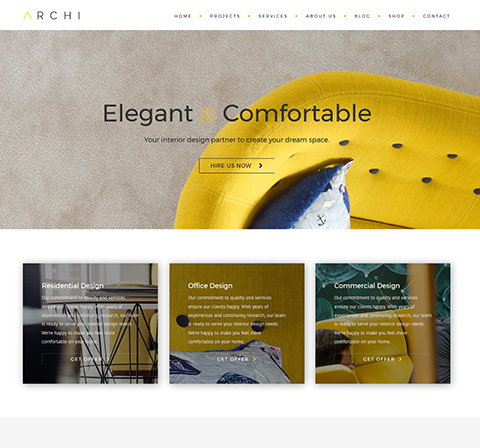 ARCHI
HOME PROJECTS SERVICES ABOUT US BLOG SHOP CONTACT
Elegant & Comfortable
Your interior design partner to create your dream space.
HIRE US NOW
Residential Design
Our commitment to quality and services
ensure our clients happy. With years of
experiences and continuing research, our team
is ready to serve your interior design needs.
We're happy to make you feel more
comfortable on your home.
GET OFFER
Office Design
Our commitment to quality and services
ensure our clients happy. With years of
experiences and continuing research, our team
is ready to serve your interior design needs.
We're happy to make you feel more
comfortable on your home.
GET OFFER
Commercial Design
Our commitment to quality and services
ensure our clients happy. With years of
experiences and continuing research, our team
is ready to serve your interior design needs.
We're happy to make you feel more
comfortable on your home.
GET OFFER